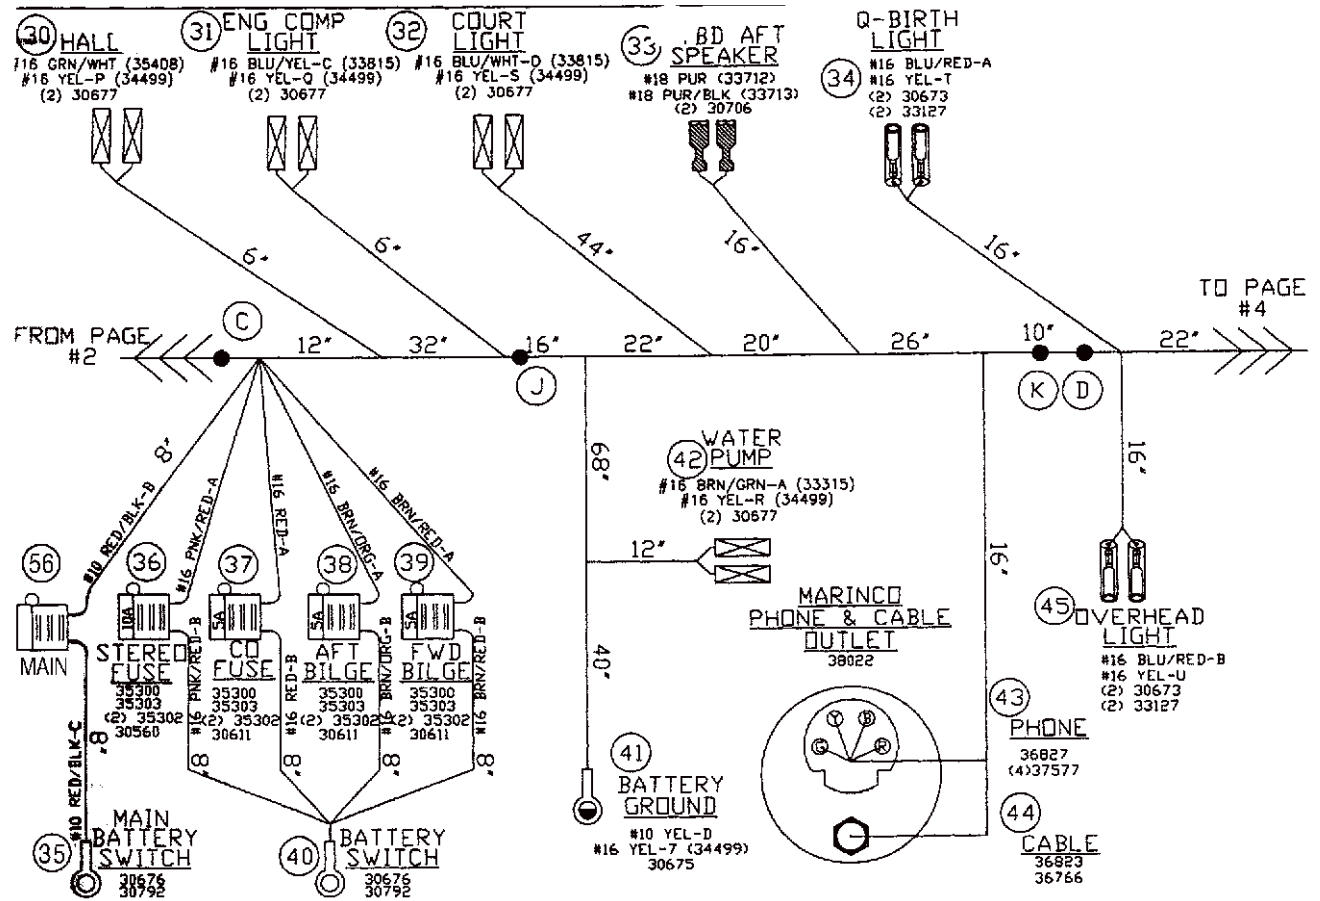 30 HALL
#16 GRN/WHT (35408)
#16 YEL-P (34499)
(2) 30677
31 ENG COMP
LIGHT
#16 BLU/YEL-C (33815)
#16 YEL-Q (34499)
(2) 30677
32 COURT
LIGHT
#16 BLU/WHT-D (33815)
#16 YEL-S (34499)
(2) 30677
33 .BD AFT
SPEAKER
#18 PUR (33712)
#18 PUR/BLK (33713)
(2) 30706
Q-BIRTH
LIGHT
34
#16 BLU/RED-A
#16 YEL-T
(2) 30673
(2) 33127
6"
6"
44"
16"
16"
FROM PAGE
#2
C
12"
32"
16"
J
22"
20"
26"
10"
K
D
22"
TO PAGE
#4
8"
#10 RED/BLK-B
#16 PNK/RED-A
#16 RED-A
#16 BRN/ORG-A
#16 BRN/RED-A
68"
42 WATER
PUMP
#16 BRN/GRN-A (33315)
#16 YEL-R (34499)
(2) 30677
12"
16"
16"
56
MAIN
36
10A
STEREO
FUSE
35300
35303
(2) 35302
30560
37
5A
CD
FUSE
35300
35303
(2) 35302
30611
38
5A
AFT
BILGE
35300
35303
(2) 35302
30611
39
5A
FWD
BILGE
35300
35303
(2) 35302
30611
#16 PNK/RED-B
#16 RED-B
#16 BRN/ORG-B
#16 BRN/RED-B
40"
MARINCO
PHONE & CABLE
OUTLET
38022
45 OVERHEAD
LIGHT
#16 BLU/RED-B
#16 YEL-U
(2) 30673
(2) 33127
Y B
G R
43
PHONE
36827
(4)37577
44
CABLE
36823
36766
#10 RED/BLK-C
8"
8"
8"
8"
8"
35
MAIN
BATTERY
SWITCH
30676
30792
40
BATTERY
SWITCH
30676
30792
41
BATTERY
GROUND
#10 YEL-D
#16 YEL-7 (34499)
30675